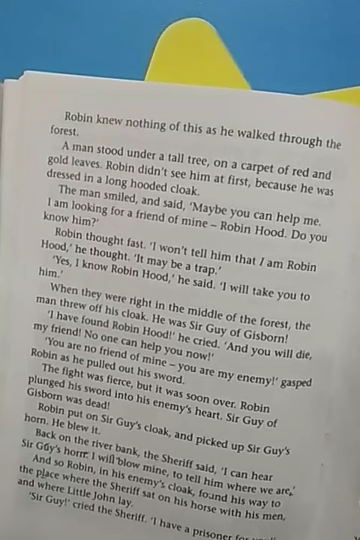 Robin knew nothing of this as he walked through the
forest.
A man stood under a tall tree, on a carpet of red and
gold leaves. Robin didn't see him at first, because he was
dressed in a long hooded cloak.
The man smiled, and said, 'Maybe you can help me.
I am looking for a friend of mine – Robin Hood. Do you
know him?'
Robin thought fast. 'I won't tell him that I am Robin
Hood,' he thought. 'It may be a trap.'
'Yes, I know Robin Hood,' he said. 'I will take you to
him.'
When they were right in the middle of the forest, the
man threw off his cloak. He was Sir Guy of Gisborn!
'I have found Robin Hood!' he cried. 'And you will die,
my friend! No one can help you now!'
'You are no friend of mine – you are my enemy!' gasped
Robin as he pulled out his sword.
The fight was fierce, but it was soon over. Robin
plunged his sword into his enemy's heart. Sir Guy of
Gisborn was dead!
Robin put on Sir Guy's cloak, and picked up Sir Guy's
horn. He blew it.
Back on the river bank, the Sheriff said, 'I can hear
Sir Guy's horn! I will blow mine, to tell him where we are.'
And so Robin, in his enemy's cloak, found his way to
the place where the Sheriff sat on his horse with his men,
and where Little John lay.
'Sir Guy!' cried the Sheriff. 'I have a prisoner for